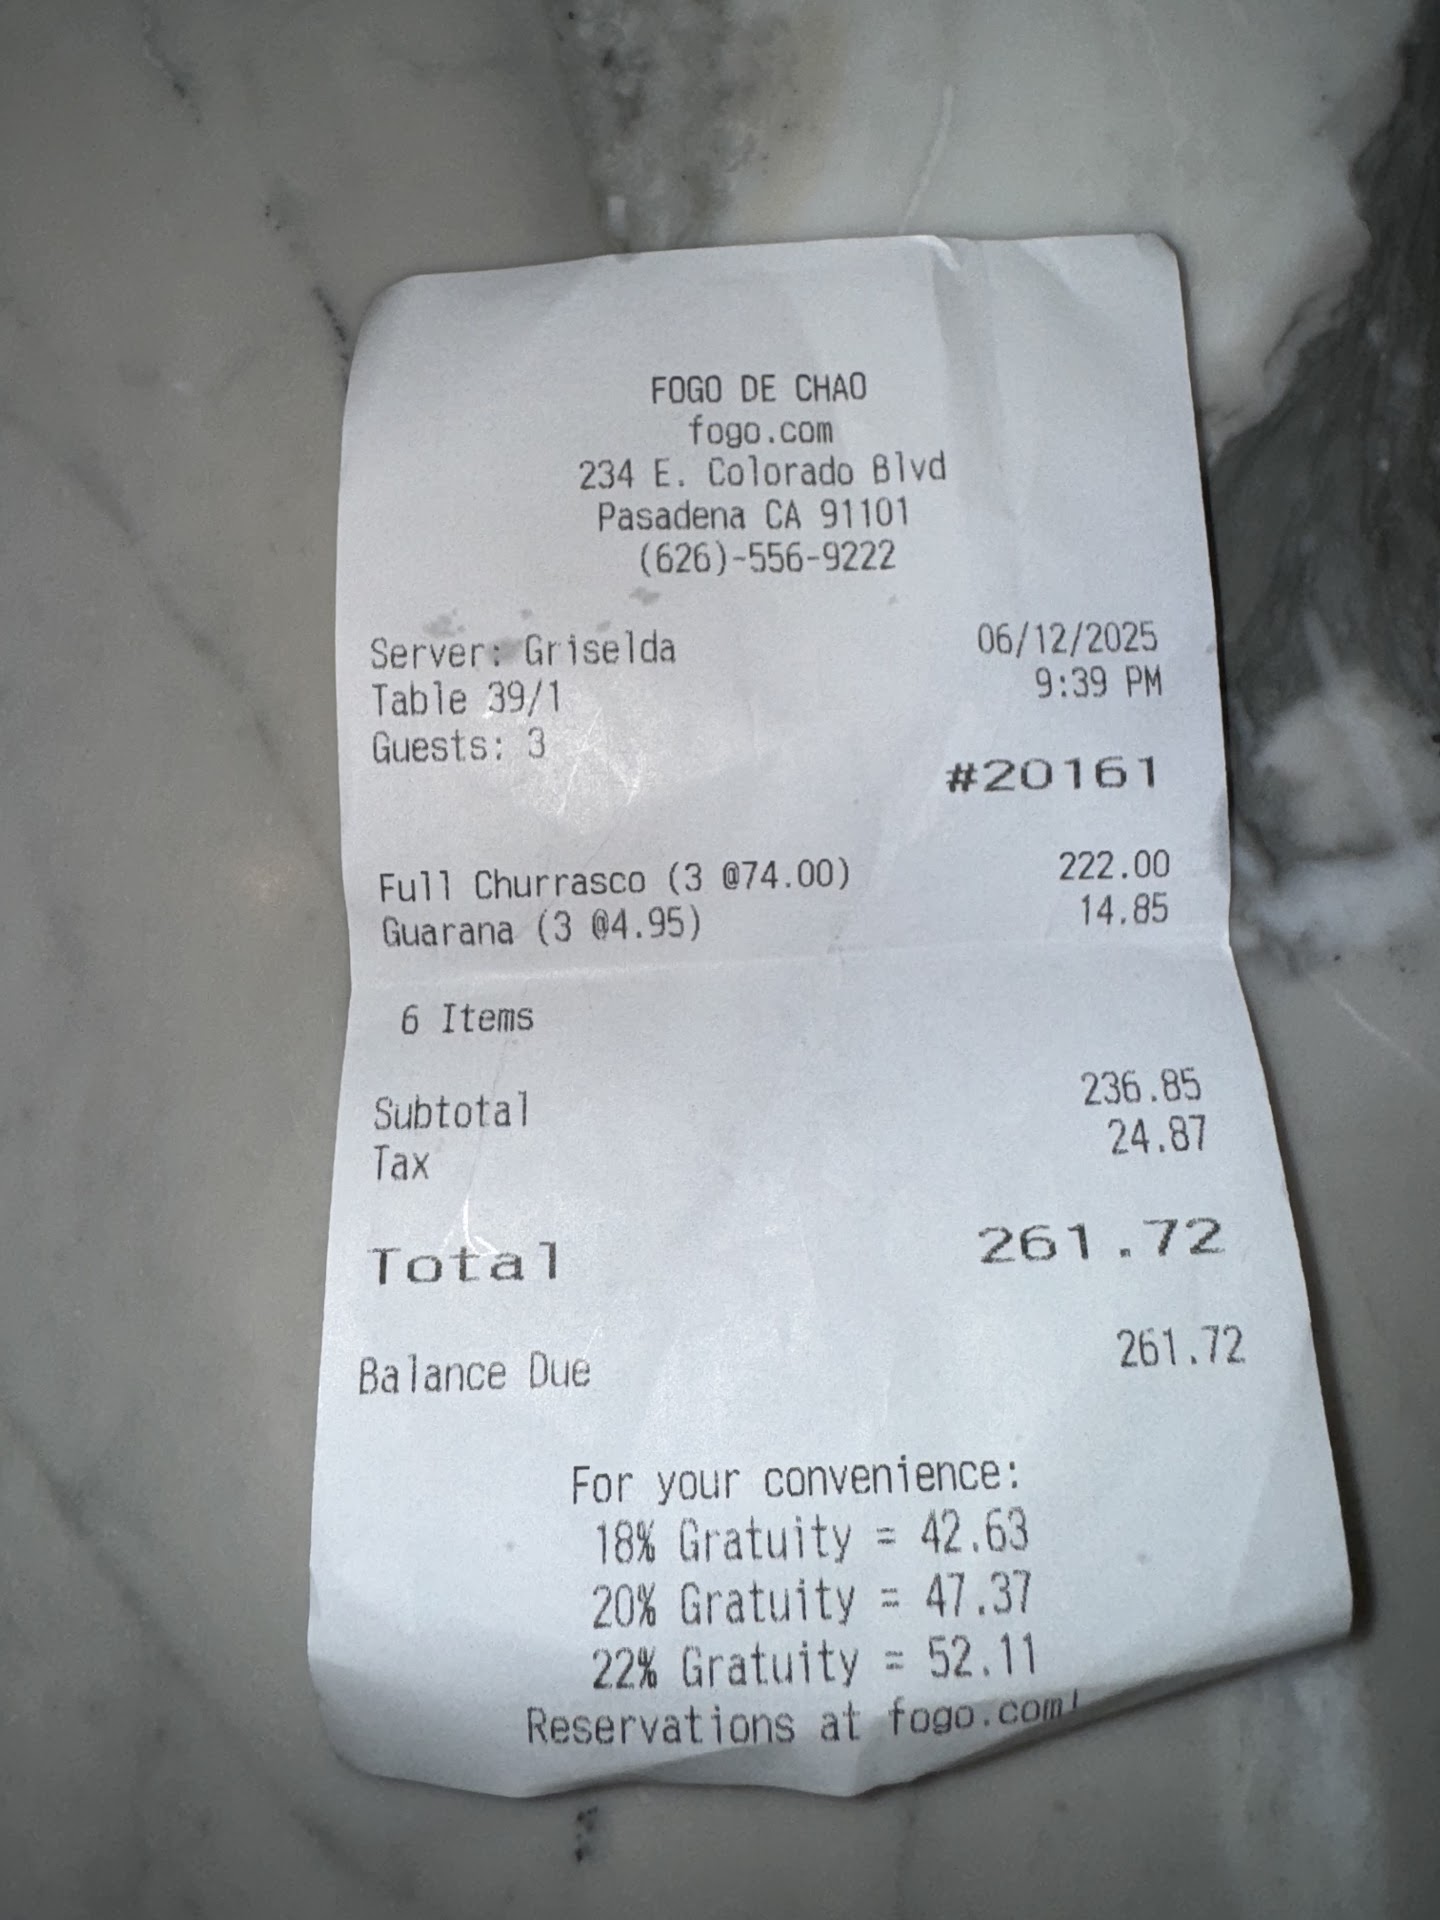 FOGO DE CHAO
fogo.com
234 E. Colorado Blvd
Pasadena CA 91101
(626)-556-9222
Server: Griselda 06/12/2025
Table 39/1 9:39 PM
Guests: 3
#20161
Full Churrasco (3 @74.00) 222.00
Guarana (3 @4.95) 14.85
6 Items
Subtotal 236.85
Tax 24.87
Total 261.72
Balance Due 261.72
For your convenience:
18% Gratuity = 42.63
20% Gratuity = 47.37
22% Gratuity = 52.11
Reservations at fogo.com!